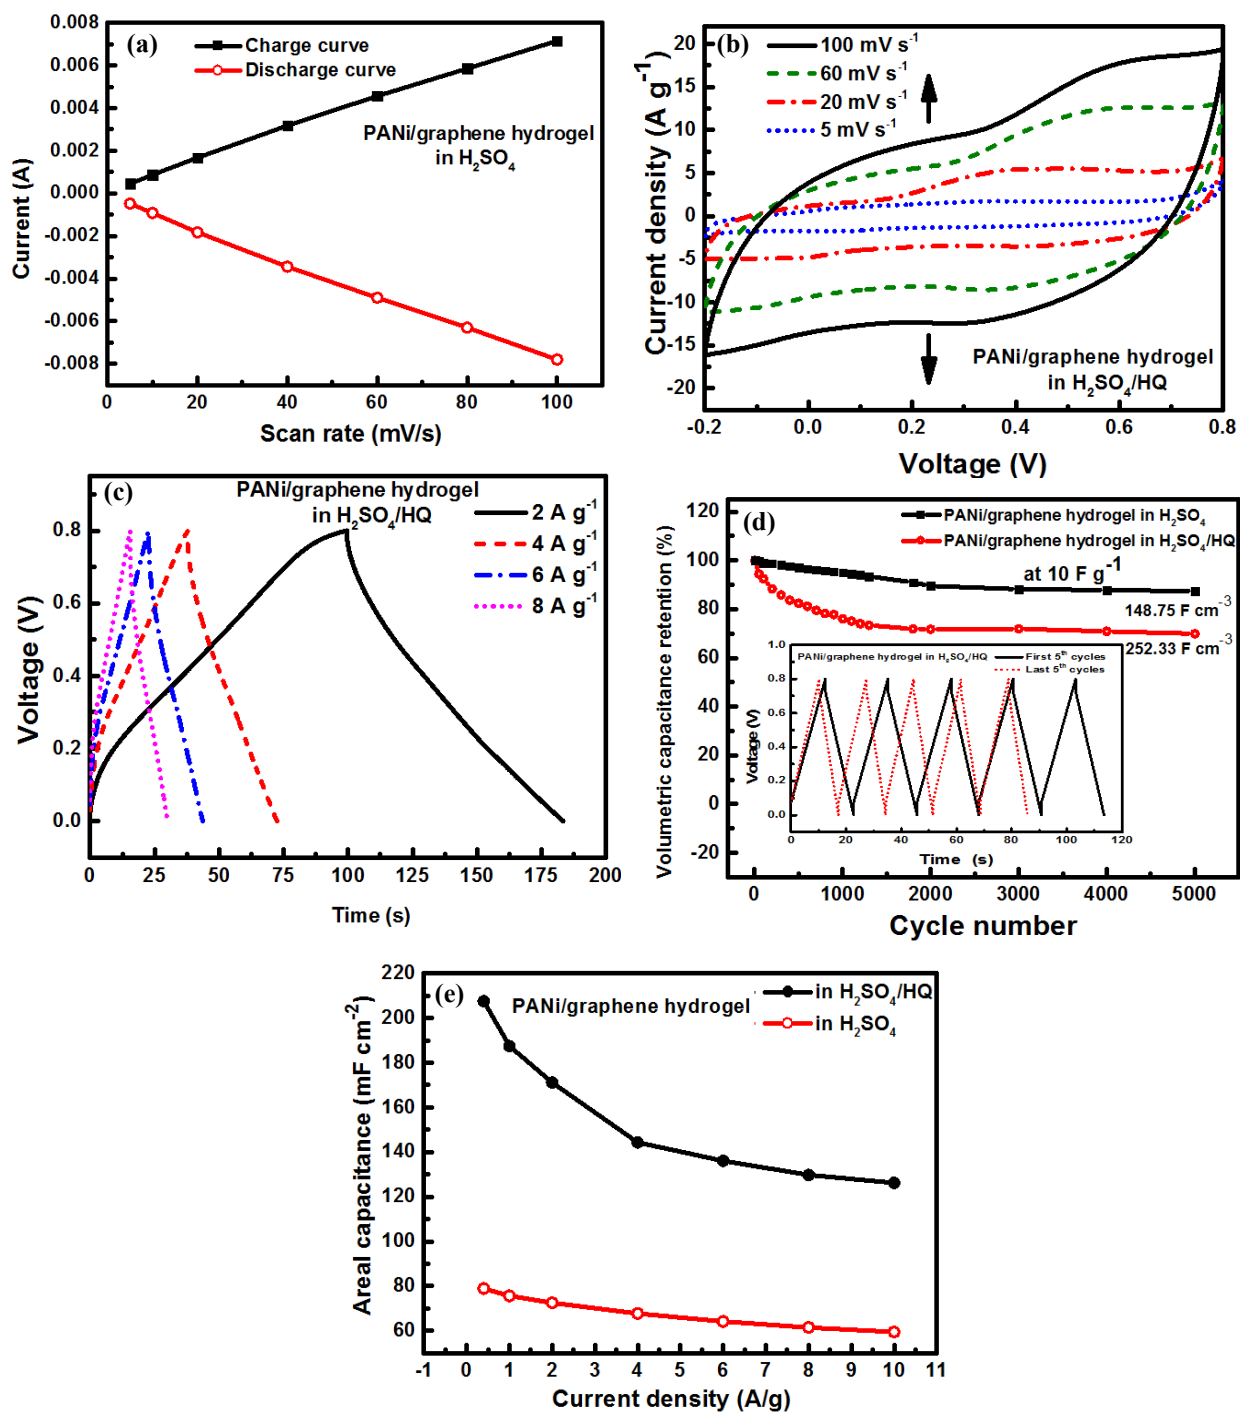 (a)
Charge curve
Discharge curve
PANi/graphene hydrogel
in H₂SO₄
Current (A)
0.008
0.006
0.004
0.002
0.000
-0.002
-0.004
-0.006
-0.008
0 20 40 60 80 100
Scan rate (mV/s)
(b)
100 mV s⁻¹
60 mV s⁻¹
20 mV s⁻¹
5 mV s⁻¹
PANi/graphene hydrogel
in H₂SO₄/HQ
Current density (A g⁻¹)
20
15
10
5
0
-5
-10
-15
-20
-0.2 0.0 0.2 0.4 0.6 0.8
Voltage (V)
(c)
PANi/graphene hydrogel
in H₂SO₄/HQ
2 A g⁻¹
4 A g⁻¹
6 A g⁻¹
8 A g⁻¹
Voltage (V)
0.8
0.6
0.4
0.2
0.0
0 25 50 75 100 125 150 175 200
Time (s)
(d)
PANi/graphene hydrogel in H₂SO₄
PANi/graphene hydrogel in H₂SO₄/HQ
at 10 F g⁻¹
148.75 F cm⁻³
252.33 F cm⁻³
Volumetric capacitance retention (%)
120
100
80
60
40
20
0
-20
0 1000 2000 3000 4000 5000
Cycle number
PANi/graphene hydrogel in H₂SO₄/HQ
First 5ᵗʰ cycles
Last 5ᵗʰ cycles
Voltage (V)
1.0
0.8
0.6
0.4
0.2
0.0
0 20 40 60 80 100 120
Time (s)
(e)
PANi/graphene hydrogel
in H₂SO₄/HQ
in H₂SO₄
Areal capacitance (mF cm⁻²)
220
200
180
160
140
120
100
80
60
-1 0 1 2 3 4 5 6 7 8 9 10 11
Current density (A/g)